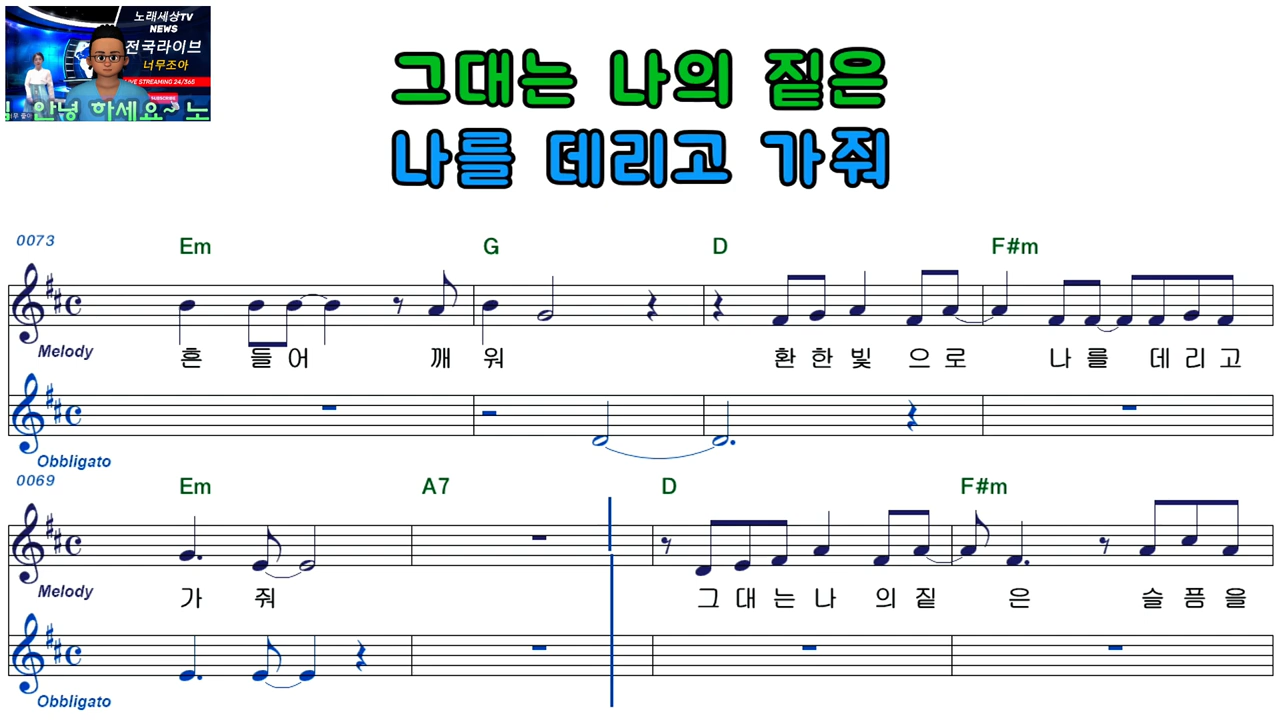 노래세상TV
NEWS
전국라이브
너무조아
LIVE STREAMING 24/365
SUBSCRIBE
안녕 하세요~ 노
그대는 나의 짙은
나를 데리고 가줘
0073
Em G D F#m
Melody
흔 들 어 깨 워 환 한 빛 으 로 나 를 데 리 고
Obbligato
0069
Em A7 D F#m
Melody
가 줘 그 대 는 나 의 짙 은 슬 픔 을
Obbligato